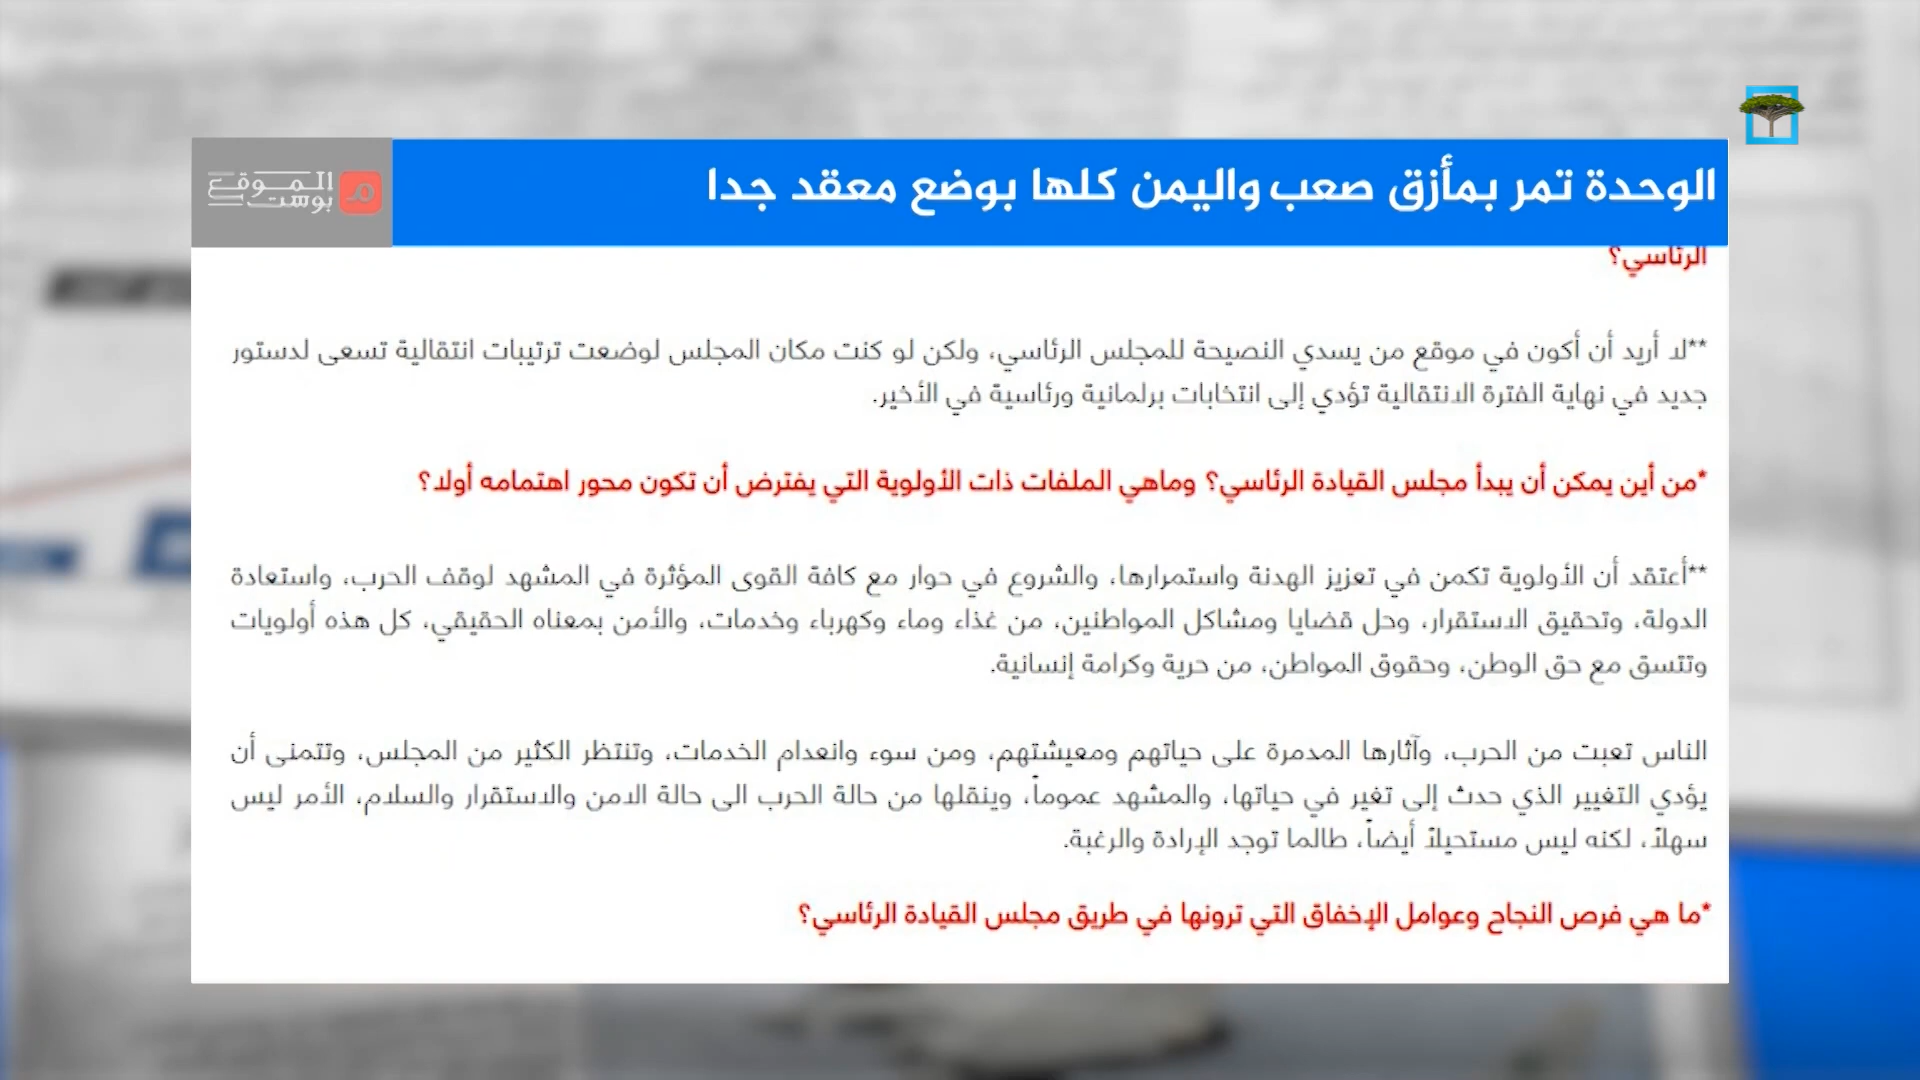 الوحدة تمر بمأزق صعب واليمن كلها بوضع معقد جدا
الموقع
بوست
الرئاسي؟
**لا أريد أن أكون في موقع من يسدي النصيحة للمجلس الرئاسي، ولكن لو كنت مكان المجلس لوضعت ترتيبات انتقالية تسعى لدستور
جديد في نهاية الفترة الانتقالية تؤدي إلى انتخابات برلمانية ورئاسية في الأخير.
*من أين يمكن أن يبدأ مجلس القيادة الرئاسي؟ وماهي الملفات ذات الأولوية التي يفترض أن تكون محور اهتمامه أولا؟
**أعتقد أن الأولوية تكمن في تعزيز الهدنة واستمرارها، والشروع في حوار مع كافة القوى المؤثرة في المشهد لوقف الحرب، واستعادة
الدولة، وتحقيق الاستقرار، وحل قضايا ومشاكل المواطنين، من غذاء وماء وكهرباء وخدمات، والأمن بمعناه الحقيقي، كل هذه أولويات
وتتسق مع حق الوطن، وحقوق المواطن، من حرية وكرامة إنسانية.
الناس تعبت من الحرب، وآثارها المدمرة على حياتهم ومعيشتهم، ومن سوء وانعدام الخدمات، وتنتظر الكثير من المجلس، وتتمنى أن
يؤدي التغيير الذي حدث إلى تغير في حياتها، والمشهد عموماً، وينقلها من حالة الحرب الى حالة الامن والاستقرار والسلام، الأمر ليس
سهلاً، لكنه ليس مستحيلاً أيضاً، طالما توجد الإرادة والرغبة.
*ما هي فرص النجاح وعوامل الإخفاق التي ترونها في طريق مجلس القيادة الرئاسي؟